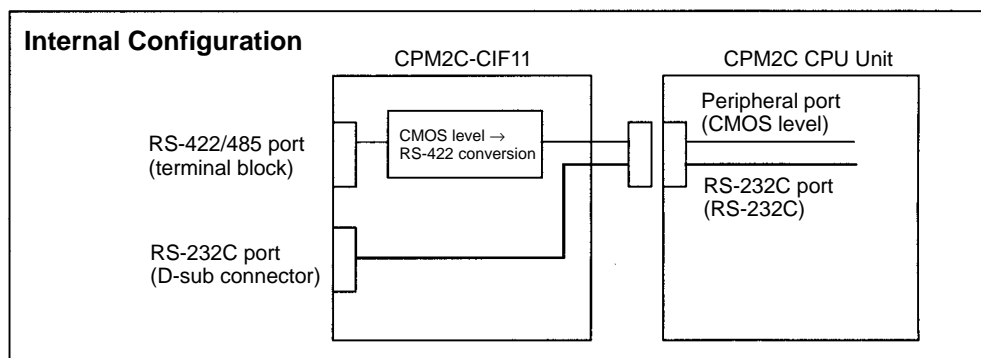 Internal Configuration
CPM2C-CIF11
CPM2C CPU Unit
RS-422/485 port
(terminal block)
CMOS level →
RS-422 conversion
Peripheral port
(CMOS level)
RS-232C port
(RS-232C)
RS-232C port
(D-sub connector)